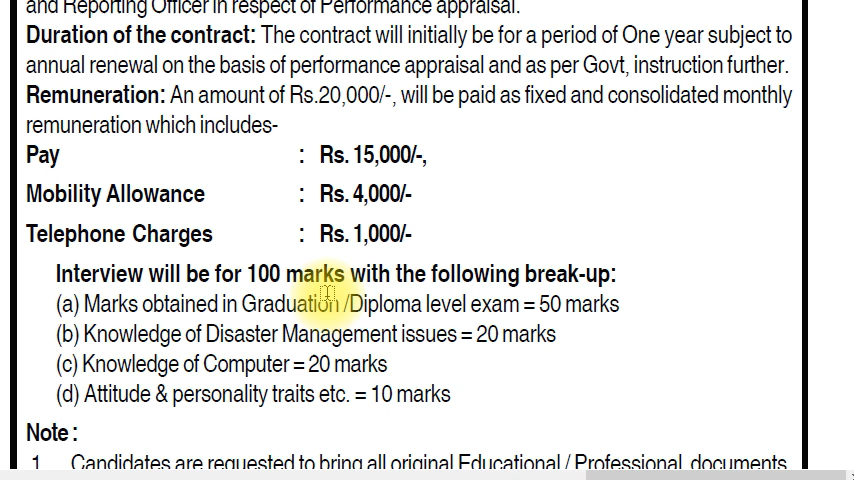 and Reporting Officer in respect of Performance appraisal.
Duration of the contract: The contract will initially be for a period of One year subject to
annual renewal on the basis of performance appraisal and as per Govt, instruction further.
Remuneration: An amount of Rs.20,000/-, will be paid as fixed and consolidated monthly
remuneration which includes-
Pay : Rs. 15,000/-,
Mobility Allowance : Rs. 4,000/-
Telephone Charges : Rs. 1,000/-
Interview will be for 100 marks with the following break-up:
(a) Marks obtained in Graduation /Diploma level exam = 50 marks
(b) Knowledge of Disaster Management issues = 20 marks
(c) Knowledge of Computer = 20 marks
(d) Attitude & personality traits etc. = 10 marks
Note :
1. Candidates are requested to bring all original Educational / Professional documents